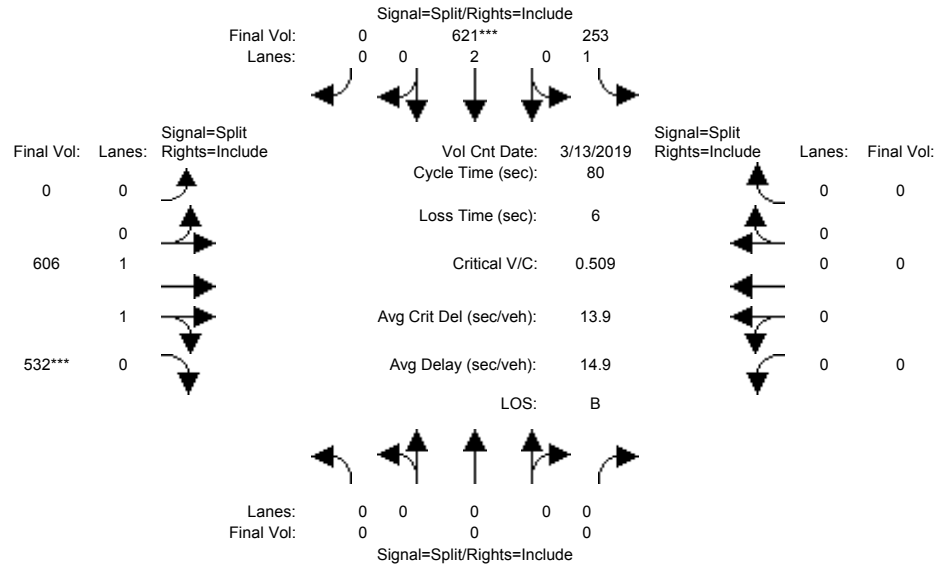 Signal=Split/Rights=Include
Final Vol: 0 621*** 253
Lanes: 0 0 2 0 1
Signal=Split Signal=Split
Final Vol: Lanes: Rights=Include Vol Cnt Date: 3/13/2019 Rights=Include Lanes: Final Vol:
Cycle Time (sec): 80
0 0 0 0
Loss Time (sec): 6
0 0
606 1 Critical V/C: 0.509 0 0
1 Avg Crit Del (sec/veh): 13.9 0
532*** 0 Avg Delay (sec/veh): 14.9 0 0
LOS: B
Lanes: 0 0 0 0 0
Final Vol: 0 0 0
Signal=Split/Rights=Include